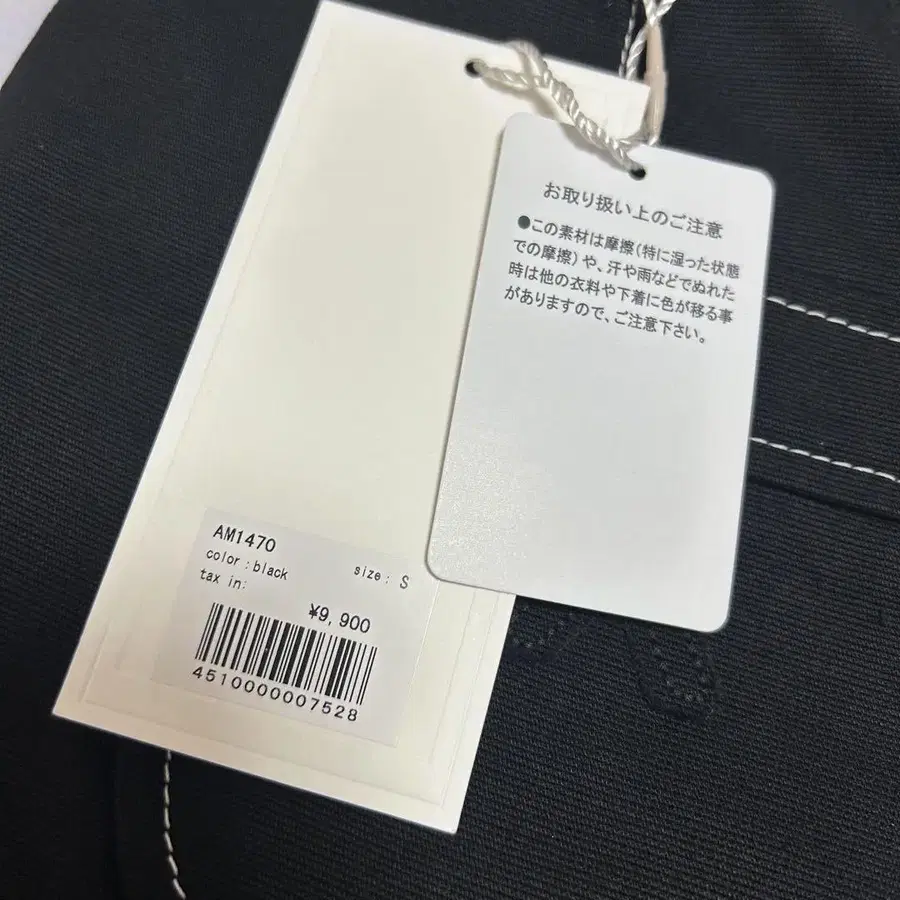 お取り扱い上のご注意
●この素材は摩擦(特に湿った状態
での摩擦)や、汗や雨などでぬれた
時は他の衣料や下着に色が移る事
がありますので、ご注意下さい。
AM1470
color:black size: S
tax in:
¥9,900
4510000007528